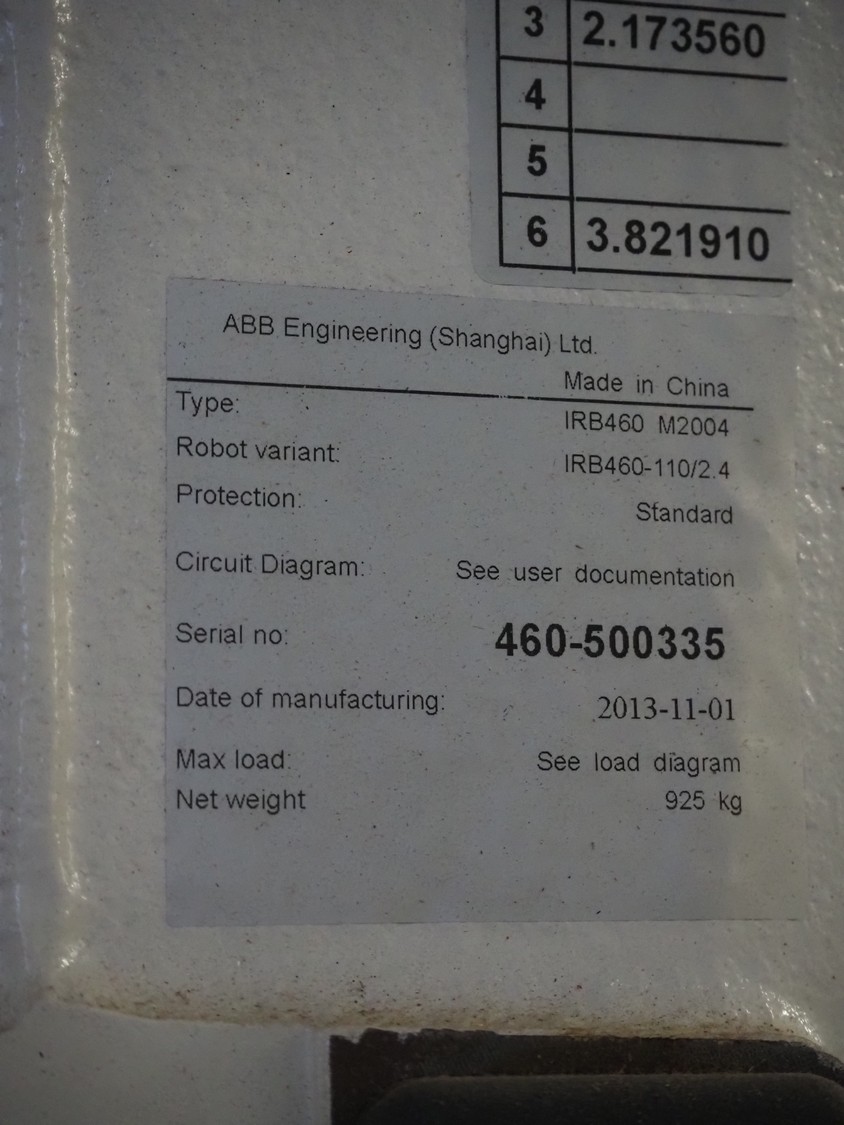 3 2.173560
4
5
6 3.821910
ABB Engineering (Shanghai) Ltd.
Made in China
Type: IRB460 M2004
Robot variant: IRB460-110/2.4
Protection: Standard
Circuit Diagram: See user documentation
Serial no: 460-500335
Date of manufacturing: 2013-11-01
Max load: See load diagram
Net weight 925 kg